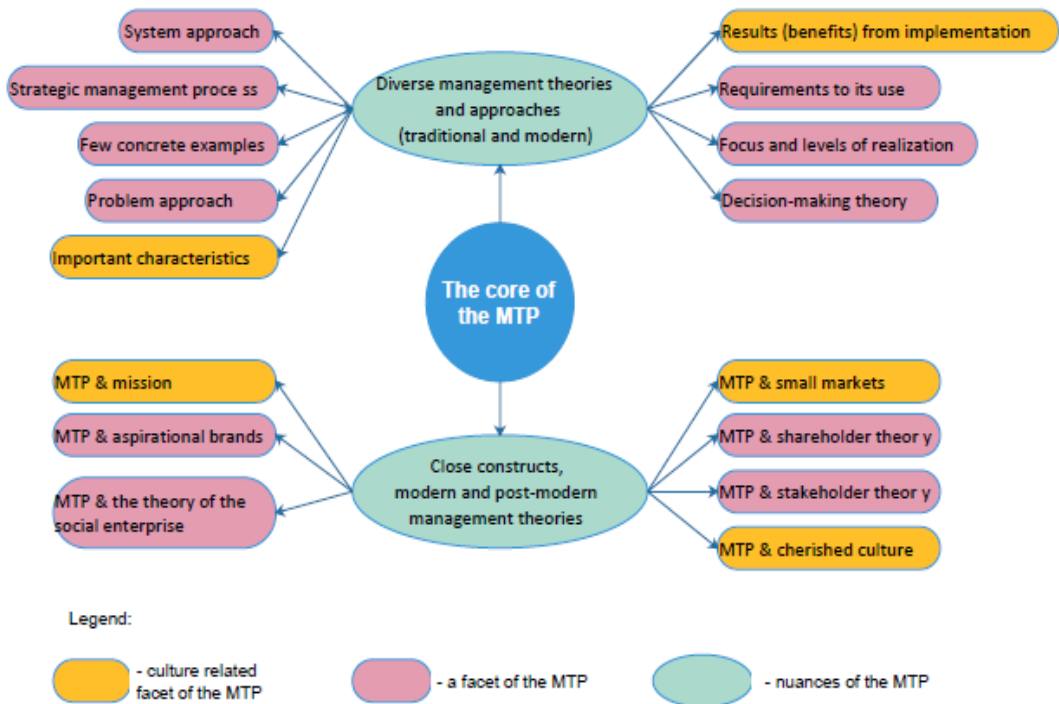 System approach
Strategic management proce ss
Few concrete examples
Problem approach
Important characteristics
Diverse management theories
and approaches
(traditional and modern)
Results (benefits) from implementation
Requirements to its use
Focus and levels of realization
Decision-making theory
The core of
the MTP
MTP & mission
MTP & aspirational brands
MTP & the theory of the
social enterprise
Close constructs,
modern and post-modern
management theories
MTP & small markets
MTP & shareholder theor y
MTP & stakeholder theor y
MTP & cherished culture
Legend:
- culture related
facet of the MTP
- a facet of the MTP
- nuances of the MTP